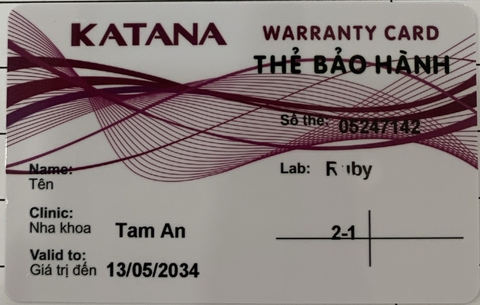 KATANA WARRANTY CARD
THẺ BẢO HÀNH
Số thẻ: 05247142
Name:
Tên
Lab: Ruby
Clinic:
Nha khoa Tam An
2-1
Valid to:
Giá trị đến 13/05/2034